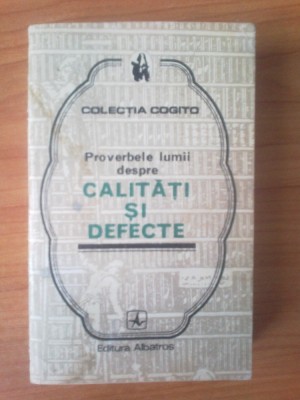 COLECȚIA COGITO
Proverbele lumii
despre
CALITĂȚI
ȘI
DEFECTE
Editura Albatros